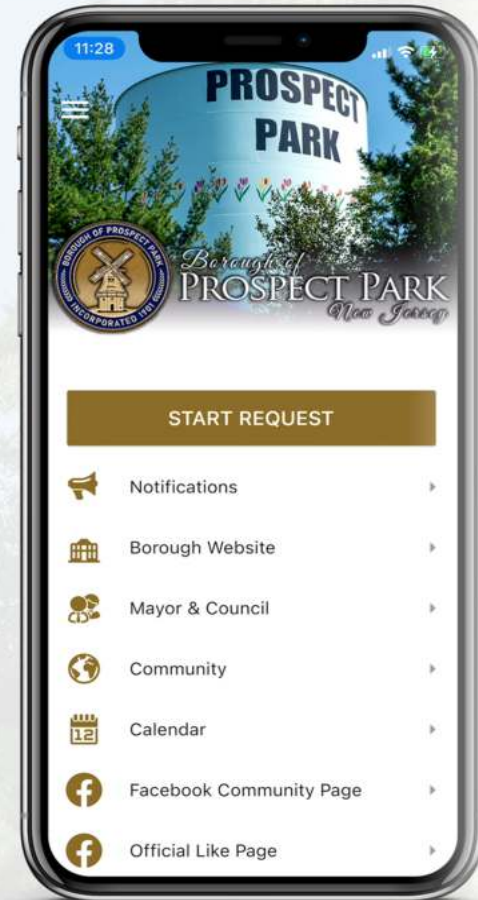 11:28
PROSPECT
PARK
BOROUGH OF PROSPECT PARK
INCORPORATED 1901
Borough of
PROSPECT PARK
New Jersey
START REQUEST
Notifications
Borough Website
Mayor & Council
Community
12
Calendar
Facebook Community Page
Official Like Page